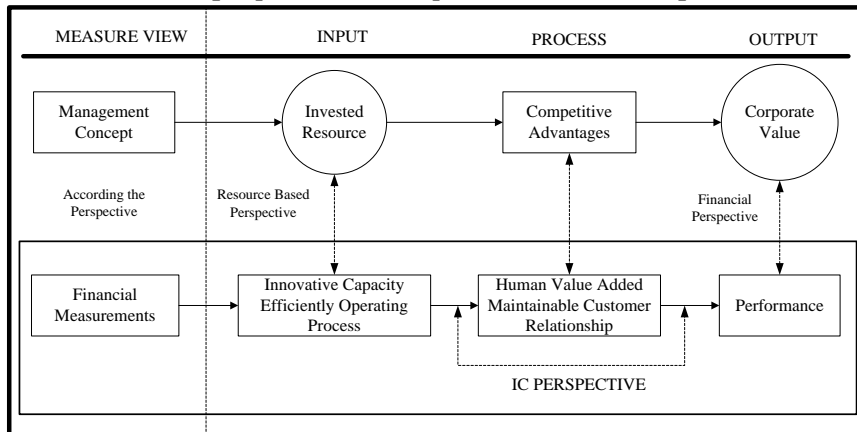 MEASURE VIEW
INPUT
PROCESS
OUTPUT
Management
Concept
Invested
Resource
Competitive
Advantages
Corporate
Value
According the
Perspective
Resource Based
Perspective
Financial
Perspective
Financial
Measurements
Innovative Capacity
Efficiently Operating
Process
Human Value Added
Maintainable Customer
Relationship
Performance
IC PERSPECTIVE